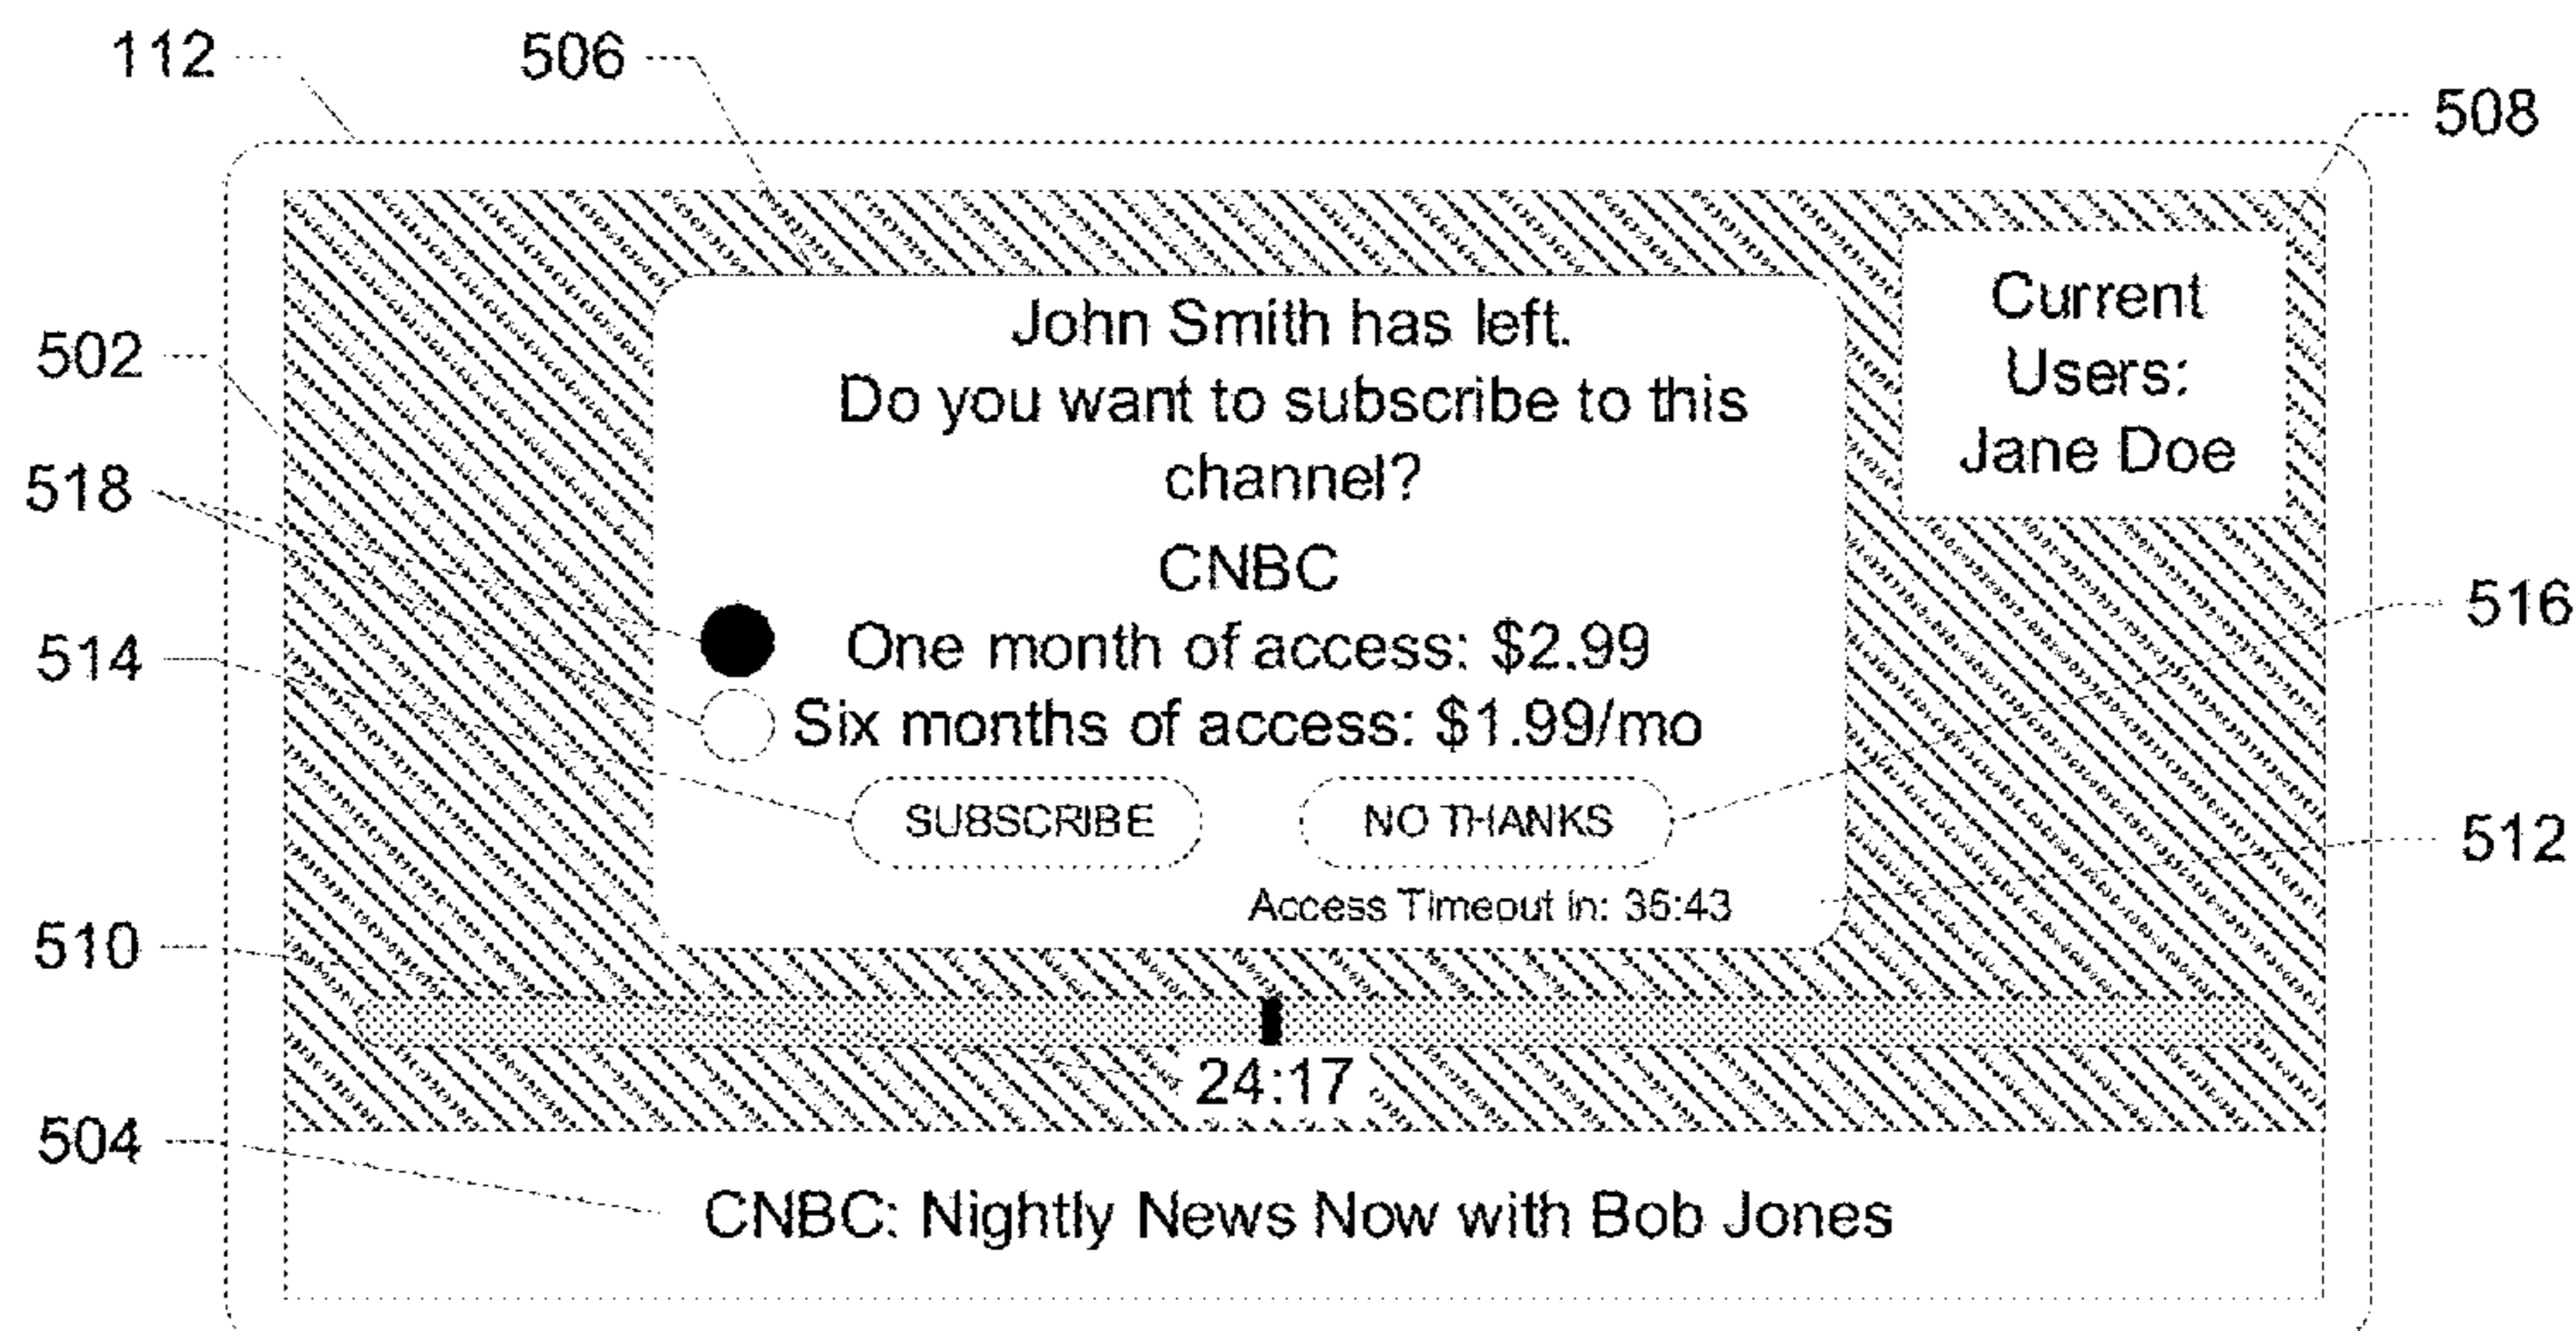 112
506
508
John Smith has left.
Do you want to subscribe to this
channel?
CNBC
One month of access: $2.99
Six months of access: $1.99/mo
SUBSCRIBE
NO THANKS
Access Timeout in: 35:43
Current
Users:
Jane Doe
502
518
514
516
512
510
24:17
504
CNBC: Nightly News Now with Bob Jones